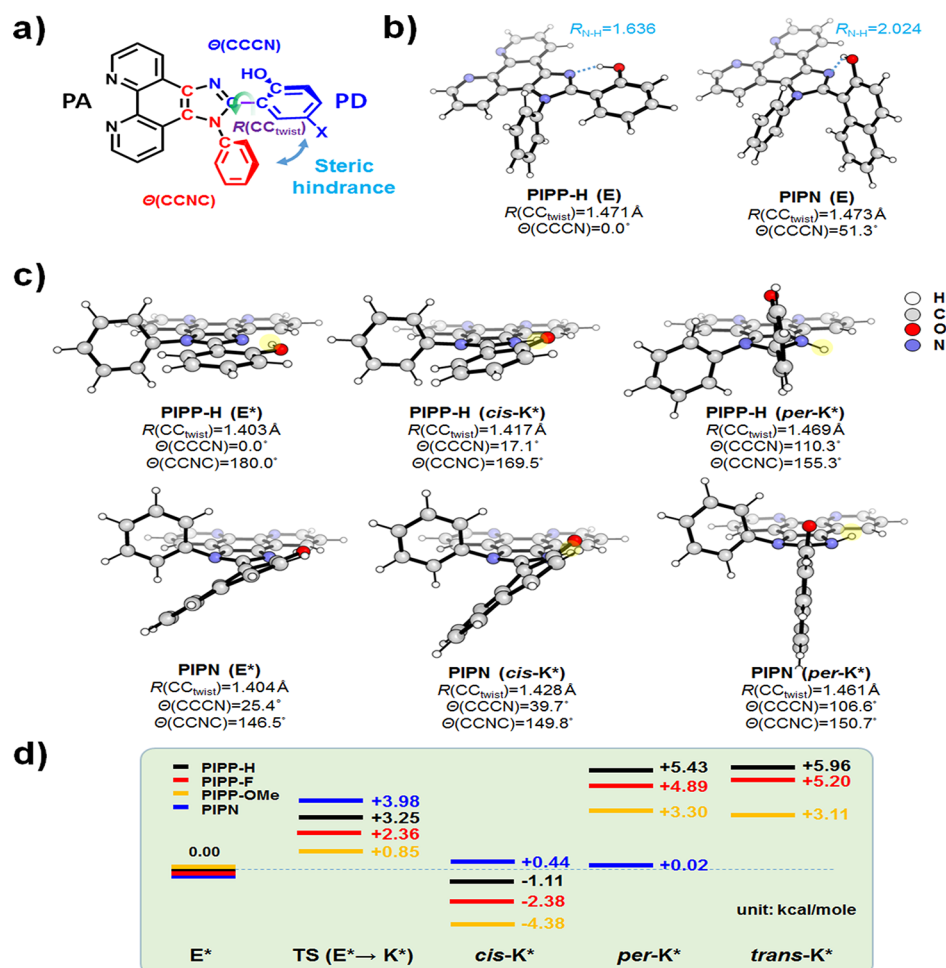 a)
Θ(CCCN)
HO
N
N
N
N
C
PA
PD
R(CCtwist)
X
Steric
hindrance
Θ(CCNC)
b)
RN-H=1.636
RN-H=2.024
PIPP-H (E)
R(CCtwist)=1.471Å
Θ(CCCN)=0.0°
PIPN (E)
R(CCtwist)=1.473Å
Θ(CCCN)=51.3°
c)
H
C
O
N
PIPP-H (E*)
R(CCtwist)=1.403Å
Θ(CCCN)=0.0°
Θ(CCNC)=180.0°
PIPP-H (cis-K*)
R(CCtwist)=1.417Å
Θ(CCCN)=17.1°
Θ(CCNC)=169.5°
PIPP-H (per-K*)
R(CCtwist)=1.469Å
Θ(CCCN)=110.3°
Θ(CCNC)=155.3°
PIPN (E*)
R(CCtwist)=1.404Å
Θ(CCCN)=25.4°
Θ(CCNC)=146.5°
PIPN (cis-K*)
R(CCtwist)=1.428Å
Θ(CCCN)=39.7°
Θ(CCNC)=149.8°
PIPN (per-K*)
R(CCtwist)=1.461Å
Θ(CCCN)=106.6°
Θ(CCNC)=150.7°
d)
PIPP-H
PIPP-F
PIPP-OMe
PIPN
0.00
+3.98
+3.25
+2.36
+0.85
+0.44
-1.11
-2.38
-4.38
+5.43
+4.89
+3.30
+0.02
+5.96
+5.20
+3.11
unit: kcal/mole
E* TS (E*→ K*) cis-K* per-K* trans-K*